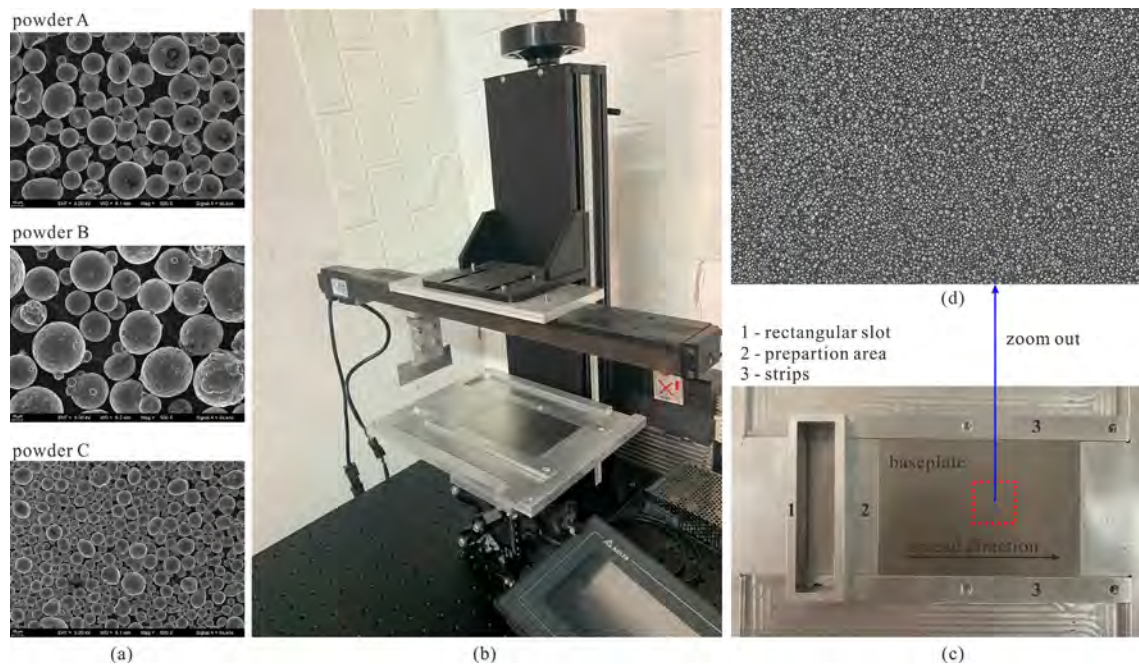 powder A
powder B
powder C
(a)
(b)
(d)
1 - rectangular slot
2 - prepartion area
3 - strips
zoom out
3
baseplate
1
2
spread direction
3
(c)